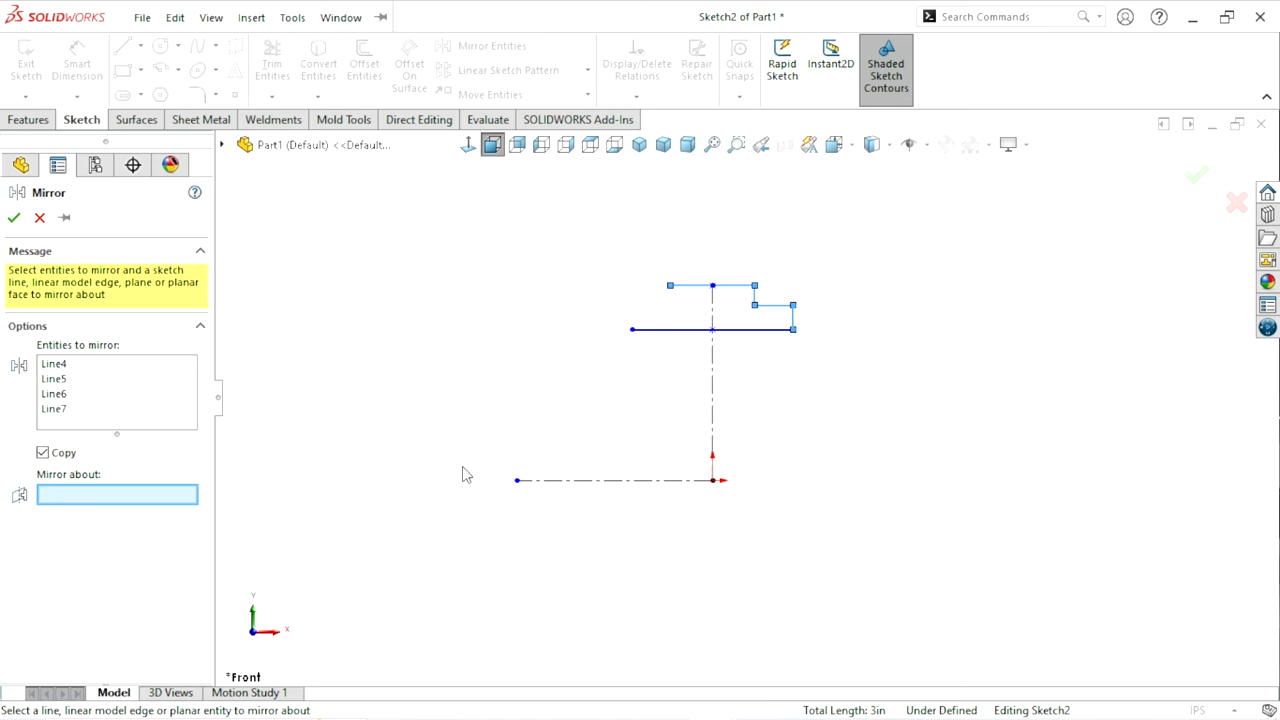 SOLIDWORKS File Edit View Insert Tools Window Sketch2 of Part1 * Search Commands
Exit Sketch
Smart Dimension
Trim Entities
Convert Entities
Offset Entities
Offset On Surface
Mirror Entities
Linear Sketch Pattern
Move Entities
Display/Delete Relations
Repair Sketch
Quick Snaps
Rapid Sketch
Instant2D
Shaded Sketch Contours
Features Sketch Surfaces Sheet Metal Weldments Mold Tools Direct Editing Evaluate SOLIDWORKS Add-Ins
Part1 (Default) <<Default...
Mirror
Message
Select entities to mirror and a sketch
line, linear model edge, plane or planar
face to mirror about
Options
Entities to mirror:
Line4
Line5
Line6
Line7
Copy
Mirror about:
Y
X
*Front
Model 3D Views Motion Study 1
Select a line, linear model edge or planar entity to mirror about Total Length: 3in Under Defined Editing Sketch2 IPS